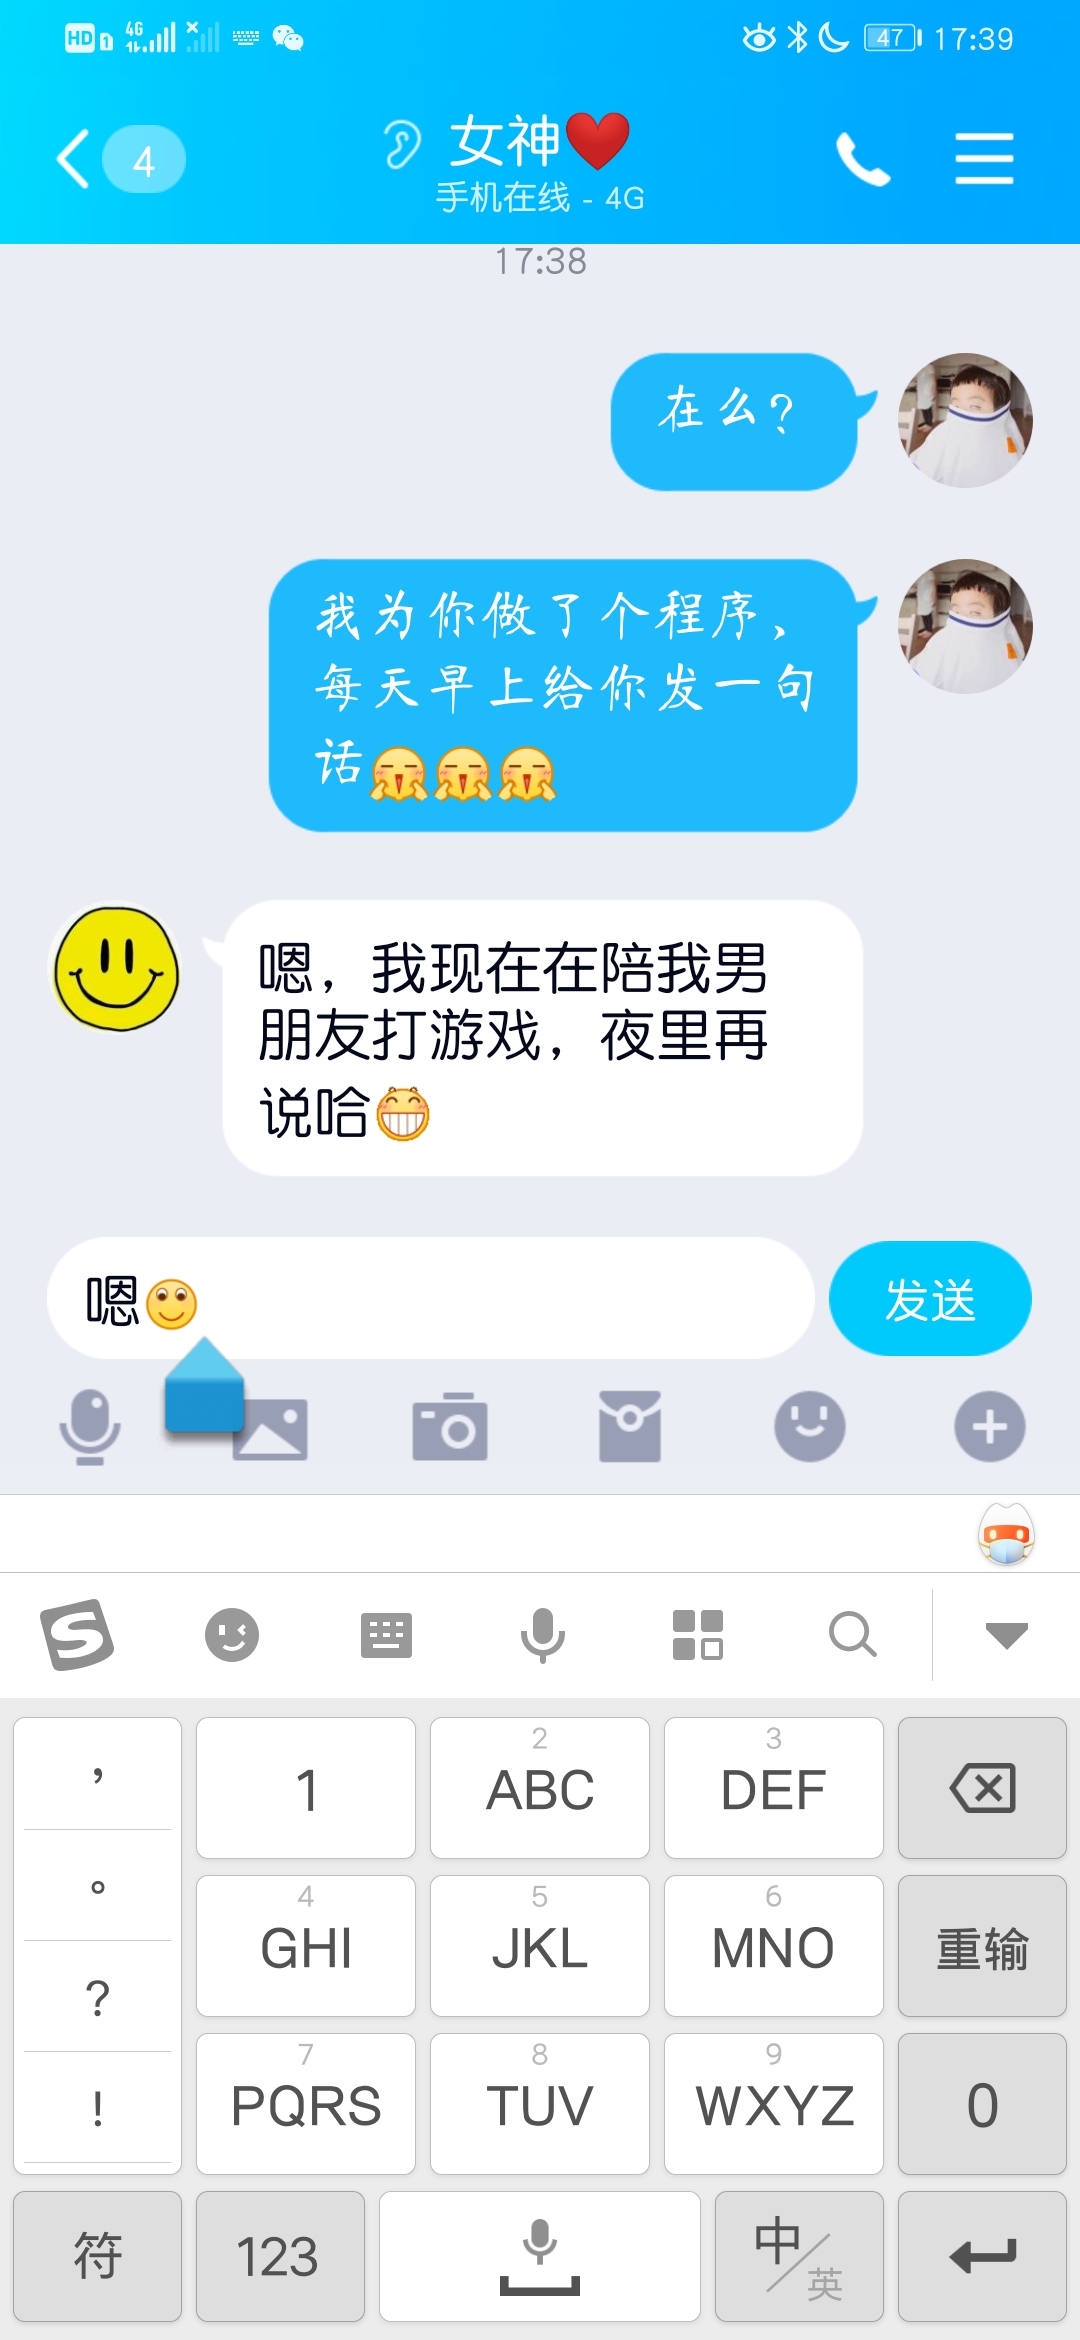 HD 1 4G 47 17:39
4 女神❤️
手机在线 - 4G
17:38
在么?
我为你做了个程序、
每天早上给你发一句
话
嗯，我现在在陪我男
朋友打游戏，夜里再
说哈
嗯
发送
，
1
2
ABC
3
DEF
。
4
GHI
5
JKL
6
MNO
重输
?
7
PQRS
8
TUV
9
WXYZ
0
!
符
123
中/英